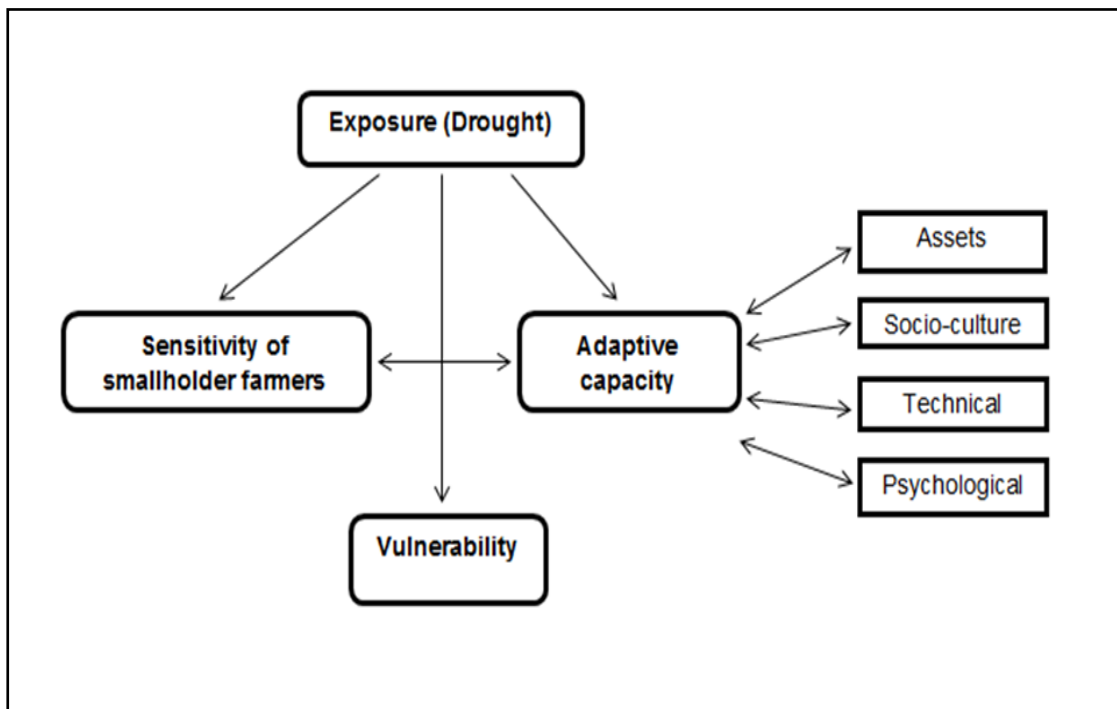 Exposure (Drought)
Assets
Socio-culture
Sensitivity of
smallholder farmers
Adaptive
capacity
Technical
Psychological
Vulnerability